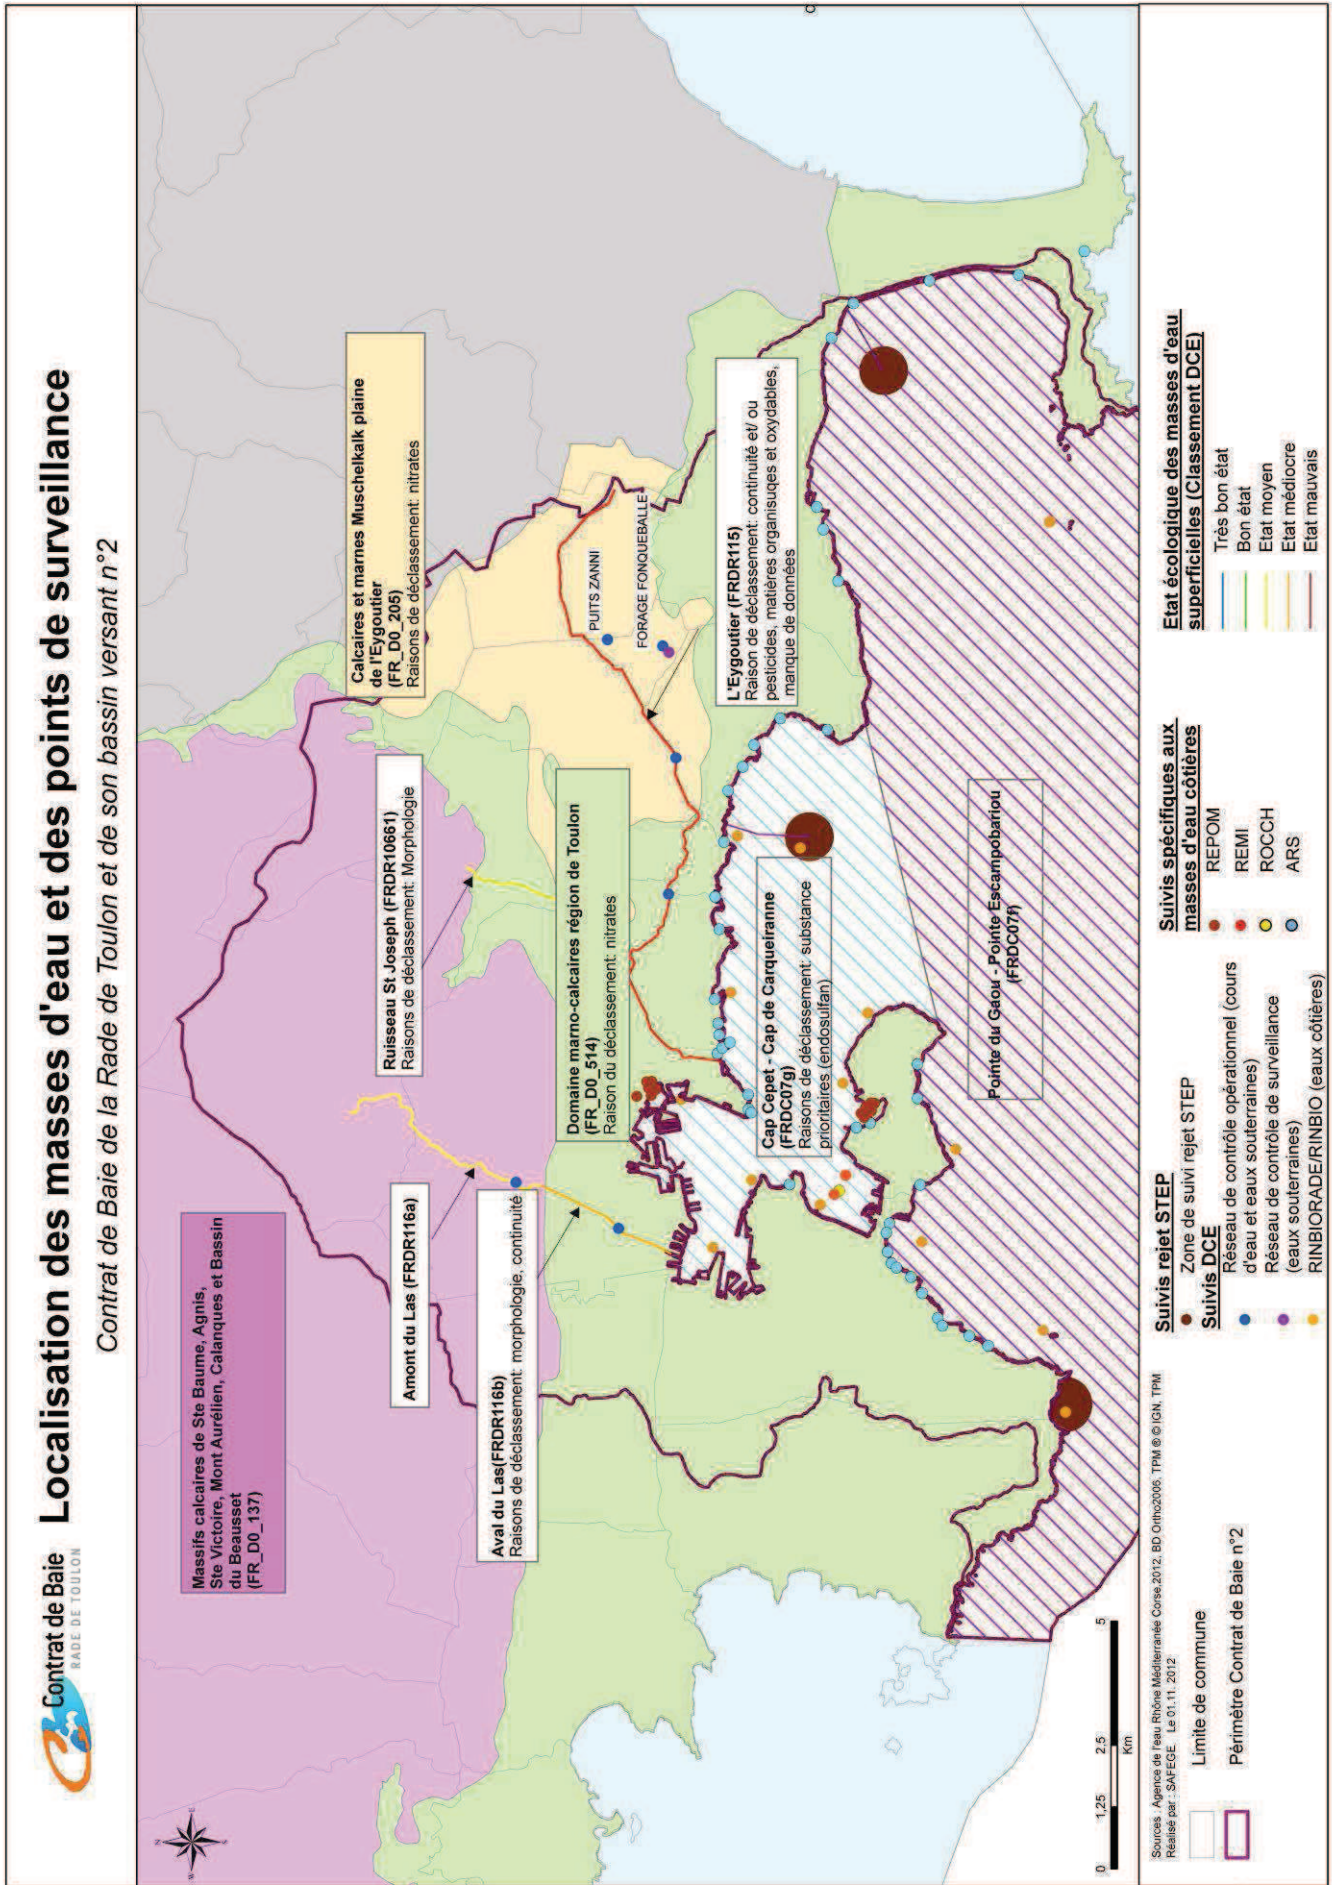 Contrat de Baie
RADE DE TOULON
Localisation des masses d'eau et des points de surveillance
Contrat de Baie de la Rade de Toulon et de son bassin versant n°2
Massifs calcaires de Ste Baume, Agnis,
Ste Victoire, Mont Aurélien, Calanques et Bassin
du Beausset
(FR_D0_137)
Amont du Las (FRDR116a)
Aval du Las(FRDR116b)
Raisons de déclassement: morphologie, continuité
Ruisseau St Joseph (FRDR10661)
Raisons de déclassement: Morphologie
Calcaires et marnes Muschelkalk plaine
de l'Eygoutier
(FR_D0_205)
Raisons de déclassement: nitrates
Domaine marno-calcaires région de Toulon
(FR_D0_514)
Raison du déclassement: nitrates
PUITS ZANNI
FORAGE FONQUEBALLE
L'Eygoutier (FRDR115)
Raison de déclassement: continuité et/ ou
pesticides, matières organisuqes et oxydables,
manque de données
Cap Cepet - Cap de Carqueiranne
(FRDC07g)
Raisons de déclassement: substance
prioritaires (endosulfan)
Pointe du Gaou - Pointe Escampobariou
(FRDC07f)
0 1,25 2,5 5
Km
Sources : Agence de l'eau Rhône Méditerranée Corse,2012, BD Ortho2006, TPM ® © IGN, TPM
Réalisé par : SAFEGE Le 01.11. 2012
Limite de commune
Périmètre Contrat de Baie n°2
Suivis rejet STEP
Zone de suivi rejet STEP
Suivis DCE
Réseau de contrôle opérationnel (cours
d'eau et eaux souterraines)
Réseau de contrôle de surveillance
(eaux souterraines)
RINBIORADE/RINBIO (eaux côtières)
Suivis spécifiques aux
masses d'eau côtières
REPOM
REMI
ROCCH
ARS
Etat écologique des masses d'eau
superficielles (Classement DCE)
Très bon état
Bon état
Etat moyen
Etat médiocre
Etat mauvais